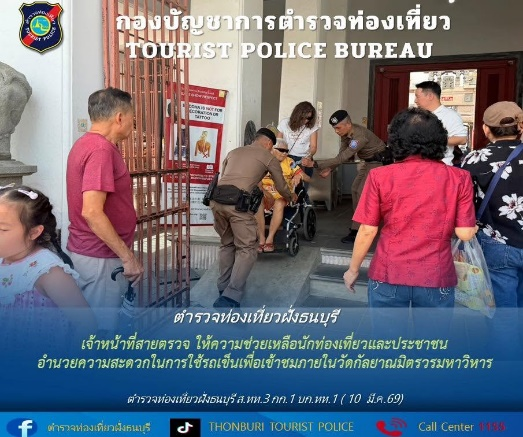 กองบัญชาการตำรวจท่องเที่ยว
TOURIST POLICE BUREAU
IS NOT FOR
DECORATION OR
TATTOO
ตำรวจท่องเที่ยวฝั่งธนบุรี
เจ้าหน้าที่สายตรวจ ให้ความช่วยเหลือนักท่องเที่ยวและประชาชน
อำนวยความสะดวกในการใช้รถเข็นเพื่อเข้าชมภายในวัดกัลยาณมิตรวรมหาวิหาร
ตำรวจท่องเที่ยวฝั่งธนบุรี ส.ทท.3 กก.1 บก.ทท.1 ( 10 มี.ค.69)
ตำรวจท่องเที่ยวฝั่งธนบุรี
THONBURI TOURIST POLICE
Call Center 1155